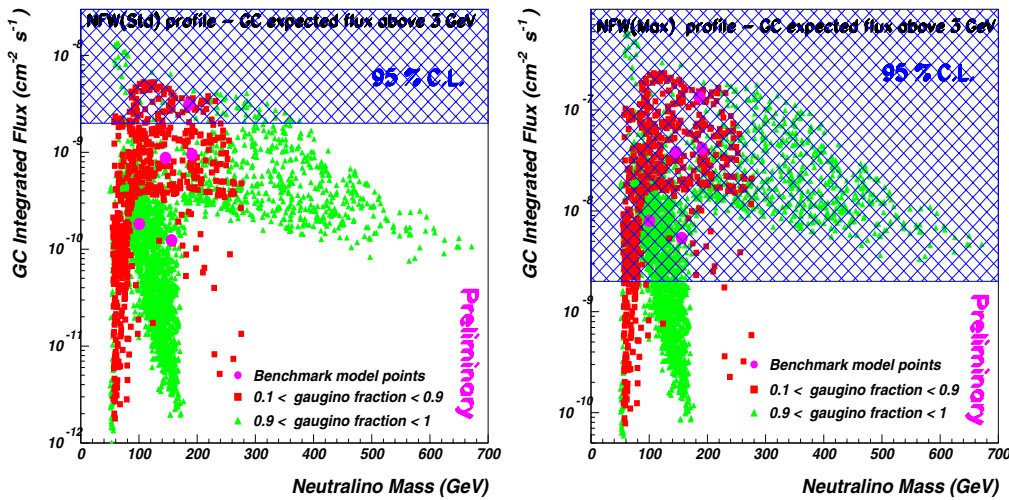 NFW(Std) profile – GC expected flux above 3 GeV
GC Integrated Flux (cm⁻² s⁻¹)
10⁻⁸
10⁻⁹
10⁻¹⁰
10⁻¹¹
10⁻¹²
95 % C.L.
Preliminary
Benchmark model points
0.1 < gaugino fraction < 0.9
0.9 < gaugino fraction < 1
0 100 200 300 400 500 600 700
Neutralino Mass (GeV)
NFW(Max) profile – GC expected flux above 3 GeV
GC Integrated Flux (cm⁻² s⁻¹)
10⁻⁷
10⁻⁸
10⁻⁹
10⁻¹⁰
95 % C.L.
Preliminary
Benchmark model points
0.1 < gaugino fraction < 0.9
0.9 < gaugino fraction < 1
0 100 200 300 400 500 600 700
Neutralino Mass (GeV)